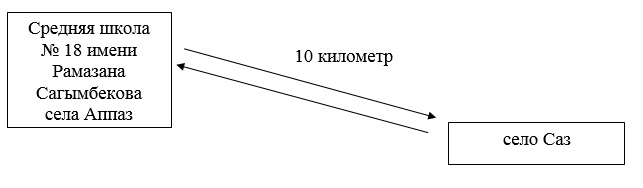 Средняя школа
№ 18 имени
Рамазана
Сагымбекова
села Аппаз
10 километр
село Саз